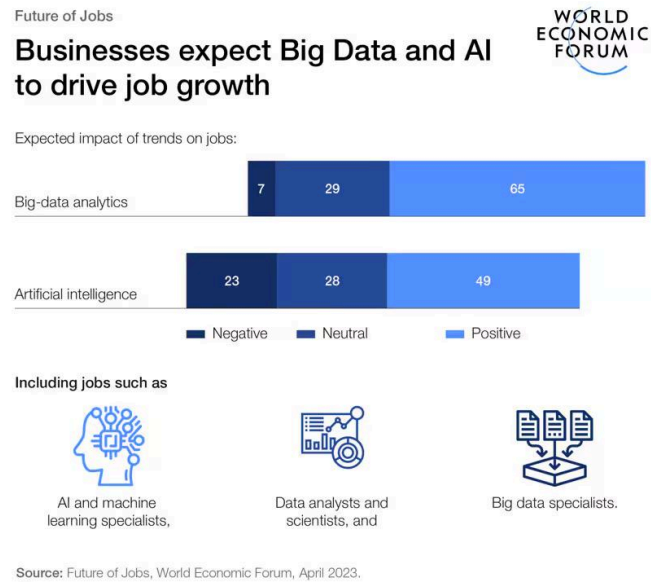 Future of Jobs
WORLD
ECONOMIC
FORUM
Businesses expect Big Data and AI
to drive job growth
Expected impact of trends on jobs:
Big-data analytics
7 29 65
Artificial intelligence
23 28 49
Negative Neutral Positive
Including jobs such as
AI and machine
learning specialists,
Data analysts and
scientists, and
Big data specialists.
Source: Future of Jobs, World Economic Forum, April 2023.